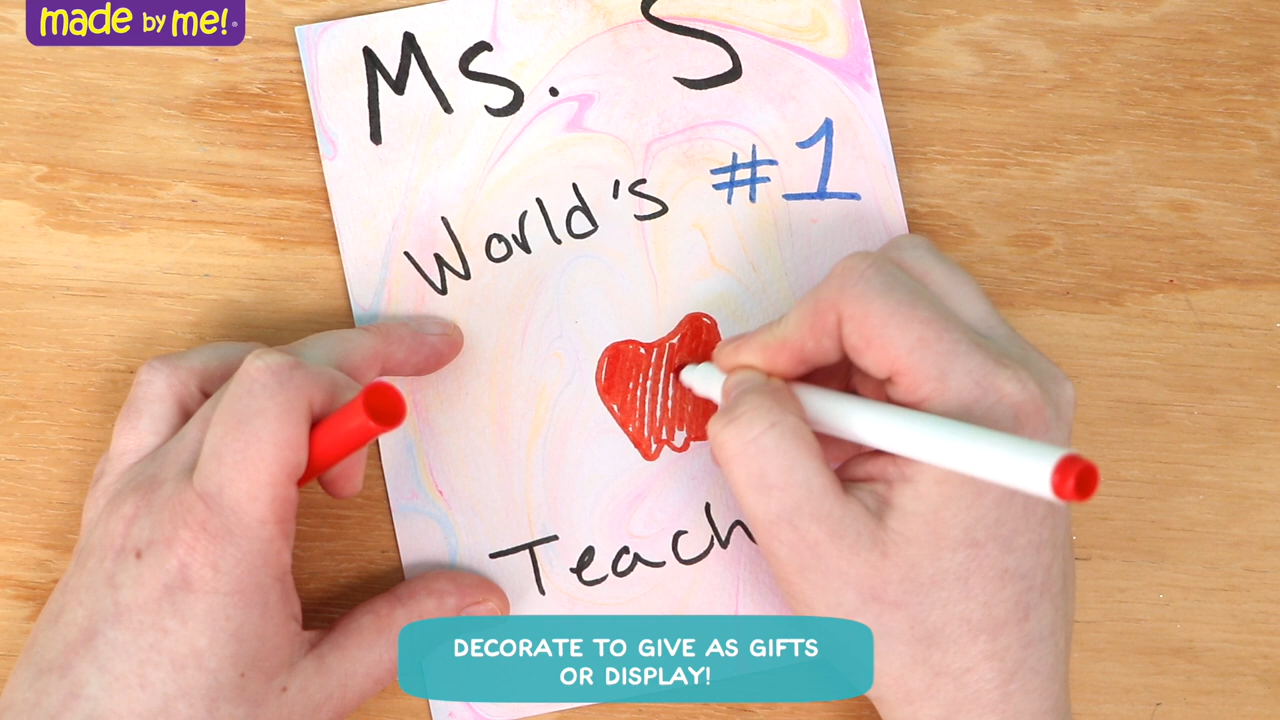 made by me!
Ms. S
World's #1
Teach
DECORATE TO GIVE AS GIFTS
OR DISPLAY!